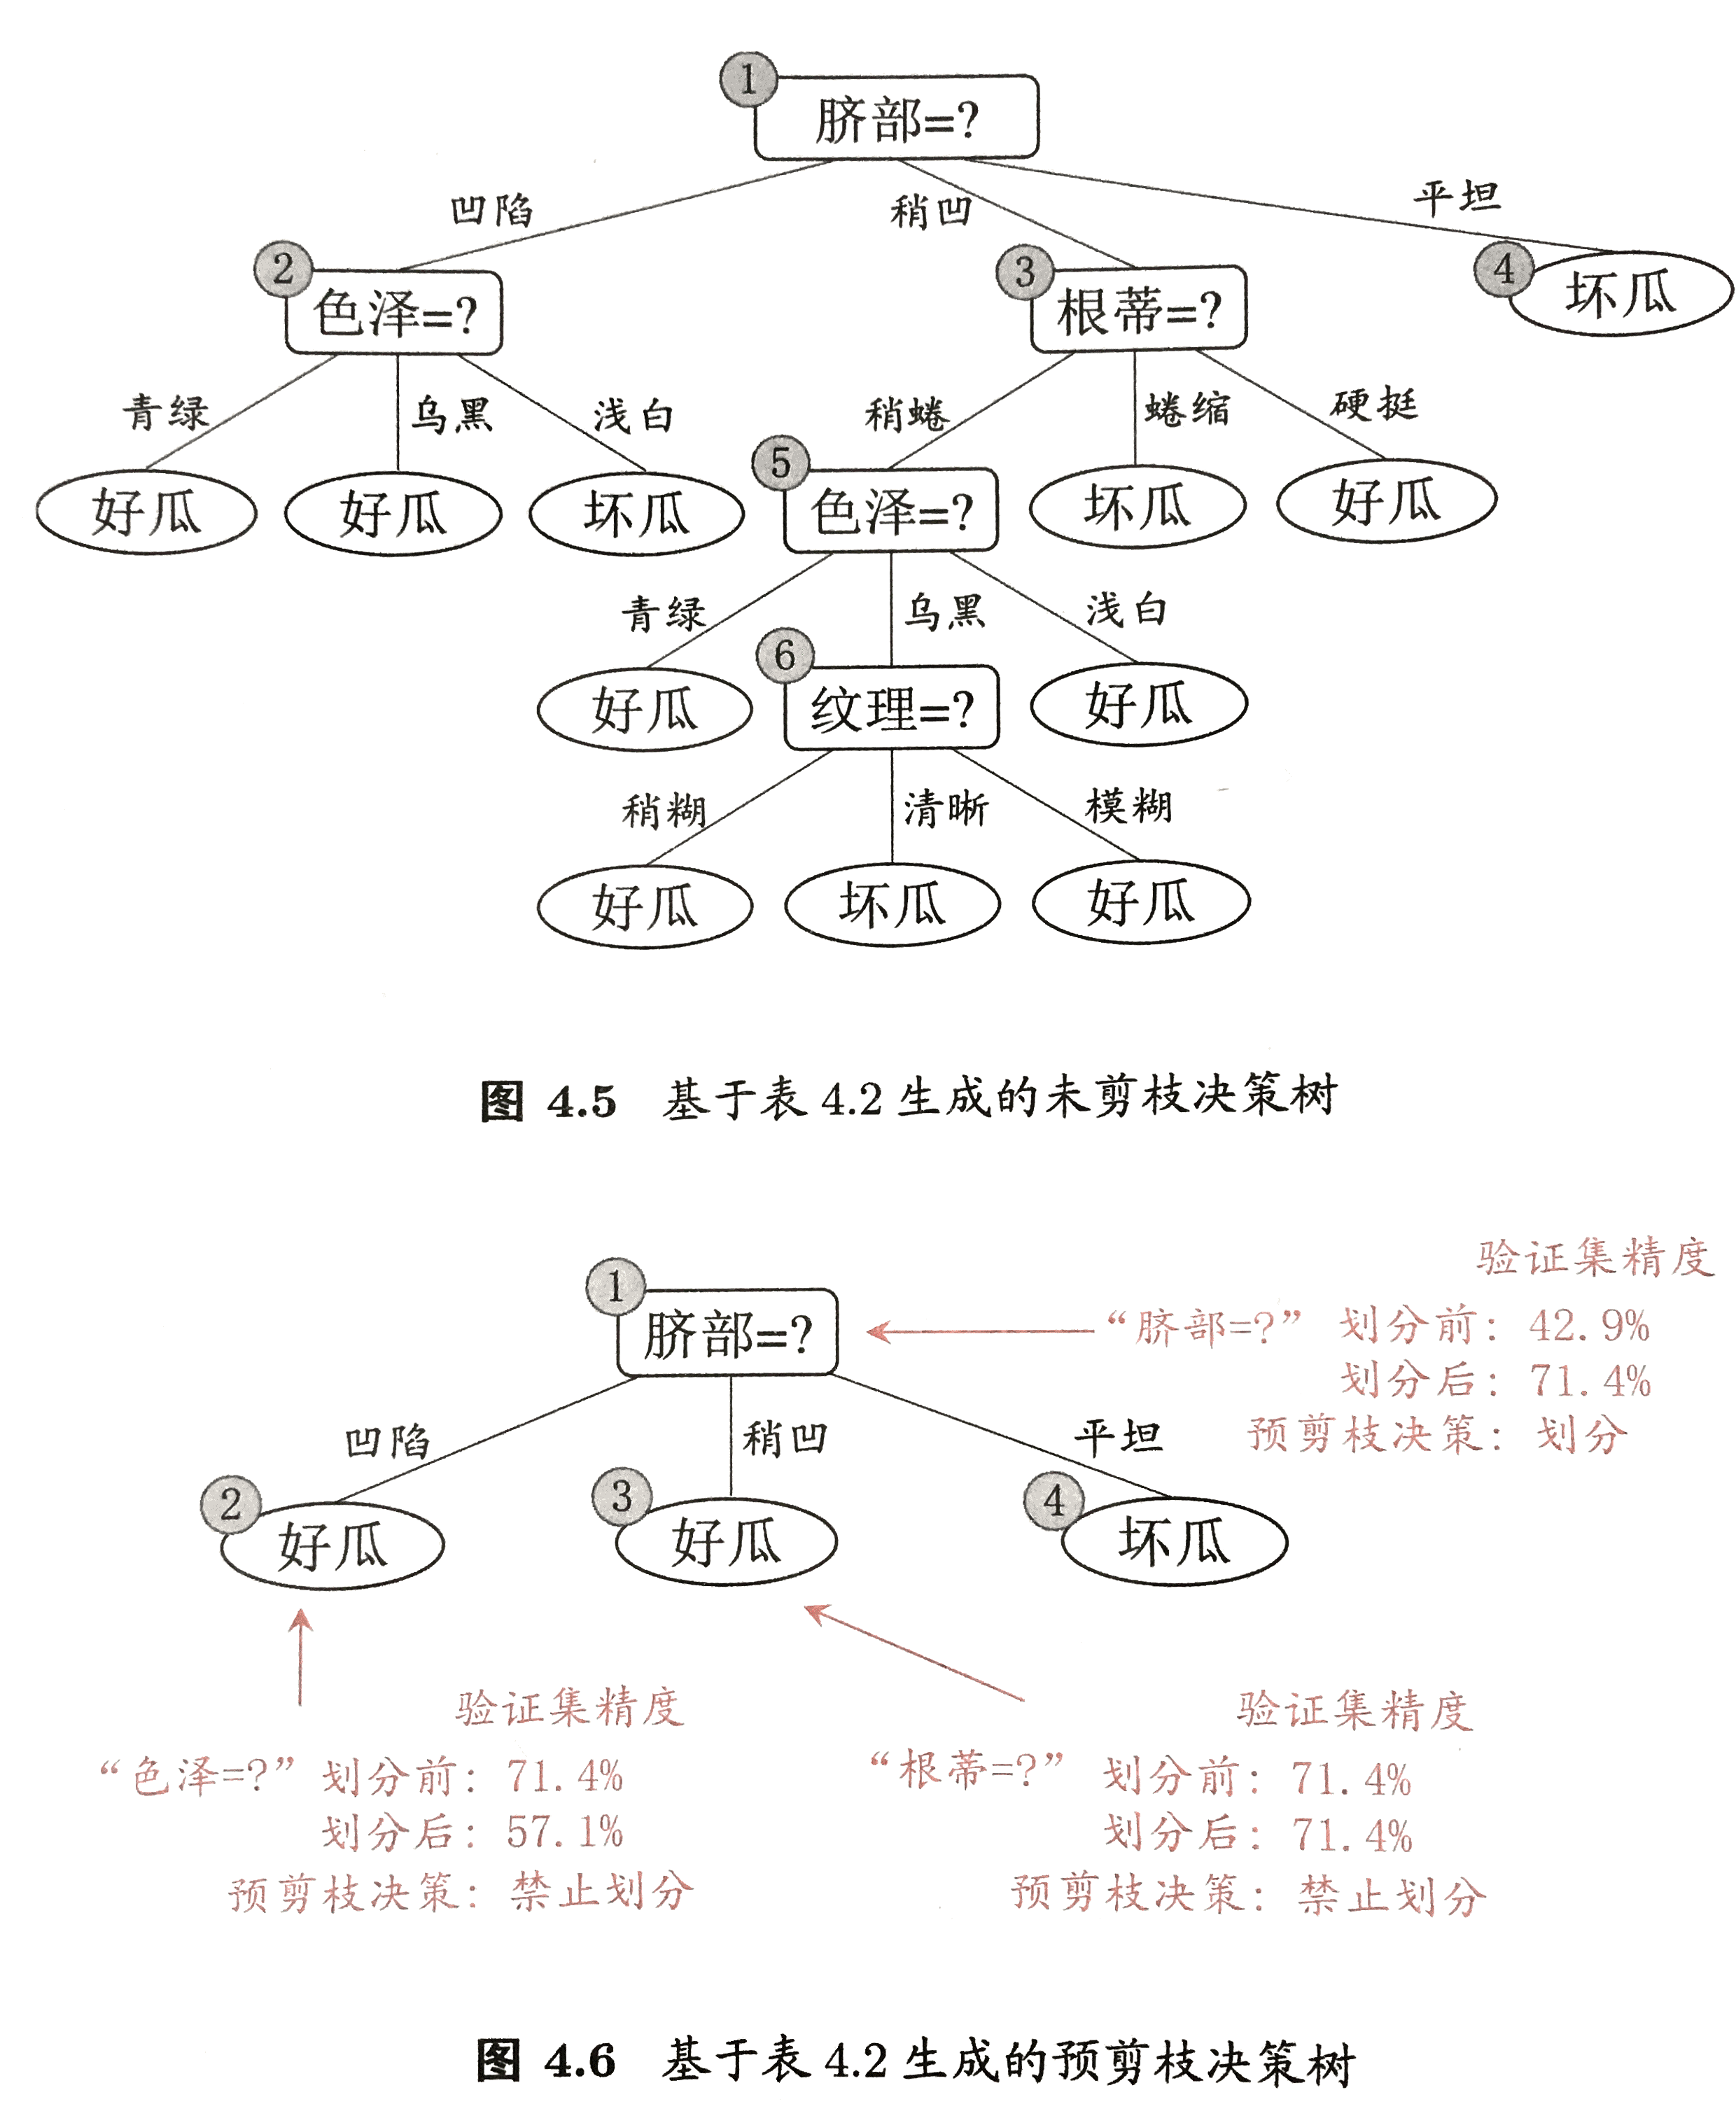 1
脐部=?
凹陷
稍凹
平坦
2
色泽=?
3
根蒂=?
4
坏瓜
青绿
乌黑
浅白
稍蜷
蜷缩
硬挺
好瓜
好瓜
坏瓜
5
色泽=?
坏瓜
好瓜
青绿
乌黑
浅白
好瓜
6
纹理=?
好瓜
稍糊
清晰
模糊
好瓜
坏瓜
好瓜
图 4.5 基于表 4.2 生成的未剪枝决策树
1
脐部=?
验证集精度
“脐部=?” 划分前: 42.9%
划分后: 71.4%
预剪枝决策: 划分
凹陷
稍凹
平坦
2
好瓜
3
好瓜
4
坏瓜
验证集精度
“色泽=?” 划分前: 71.4%
划分后: 57.1%
预剪枝决策: 禁止划分
验证集精度
“根蒂=?” 划分前: 71.4%
划分后: 71.4%
预剪枝决策: 禁止划分
图 4.6 基于表 4.2 生成的预剪枝决策树